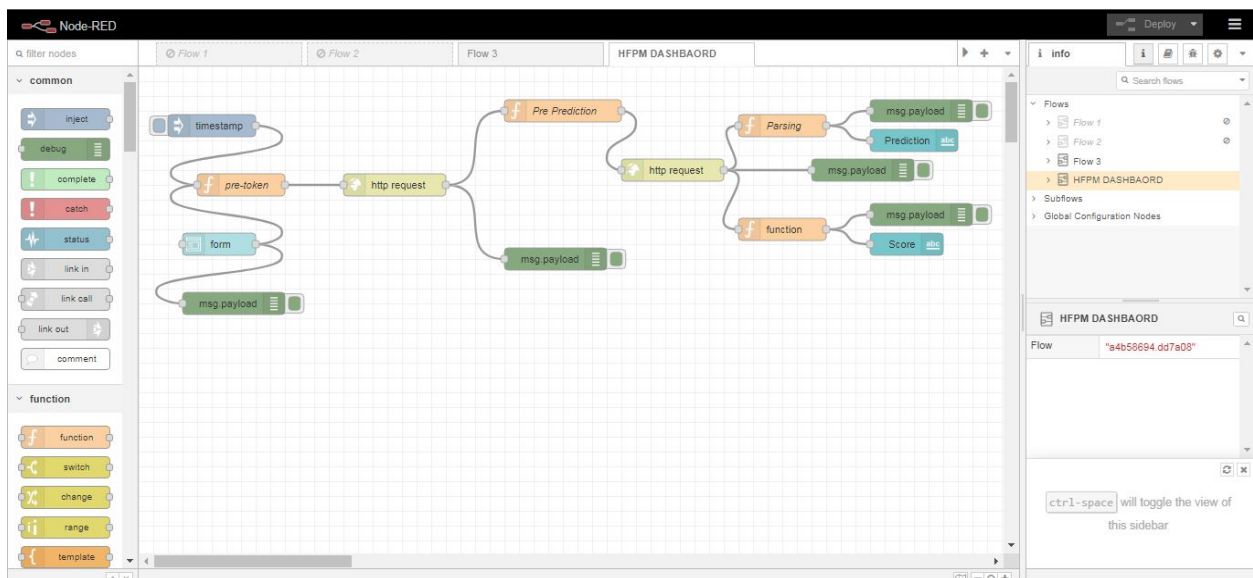 Node-RED
Deploy
filter nodes
Flow 1
Flow 2
Flow 3
HFPM DASHBAORD
i info
i
Search flows
common
inject
debug
complete
catch
status
link in
link call
link out
comment
function
function
switch
change
range
template
timestamp
pre-token
http request
form
msg.payload
Pre Prediction
msg.payload
http request
Parsing
msg.payload
Prediction abc
msg.payload
function
msg.payload
Score abc
Flows
Flow 1
Flow 2
Flow 3
HFPM DASHBAORD
Subflows
Global Configuration Nodes
HFPM DASHBAORD
Flow "a4b58694.dd7a08"
ctrl-space will toggle the view of
this sidebar